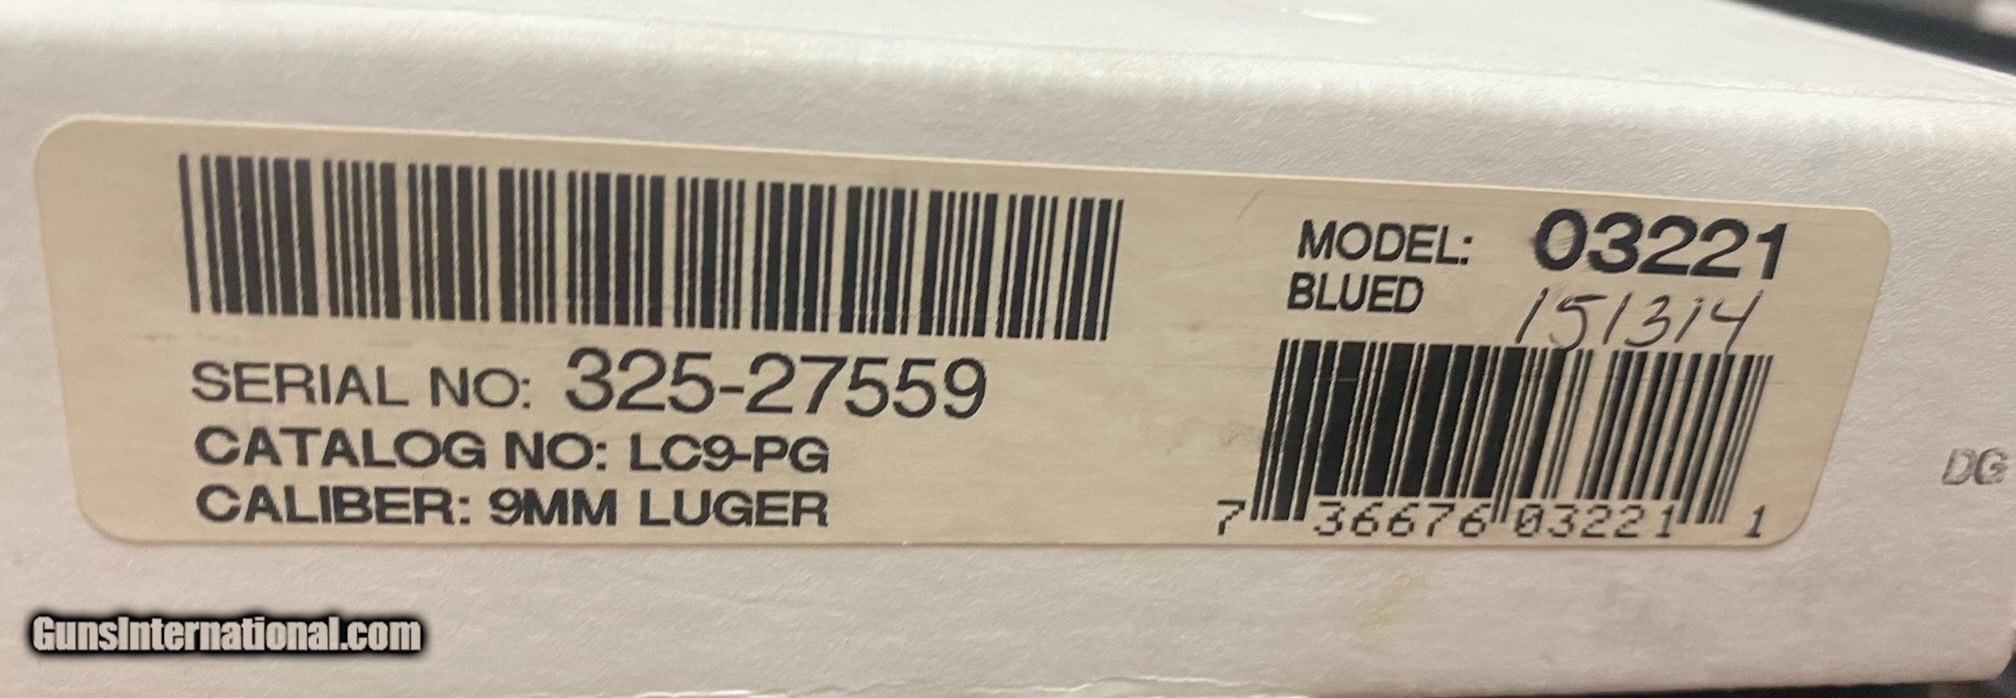 MODEL: 03221
BLUED 151314
SERIAL NO: 325-27559
CATALOG NO: LC9-PG
CALIBER: 9MM LUGER
7 36676 03221 1
DG
GunsInternational.com